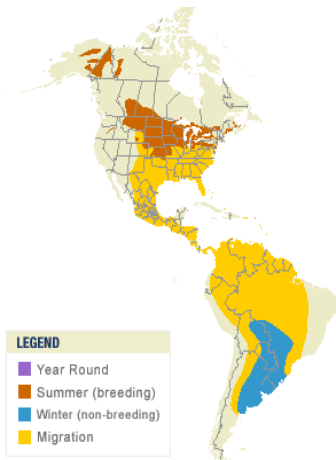 LEGEND
Year Round
Summer (breeding)
Winter (non-breeding)
Migration